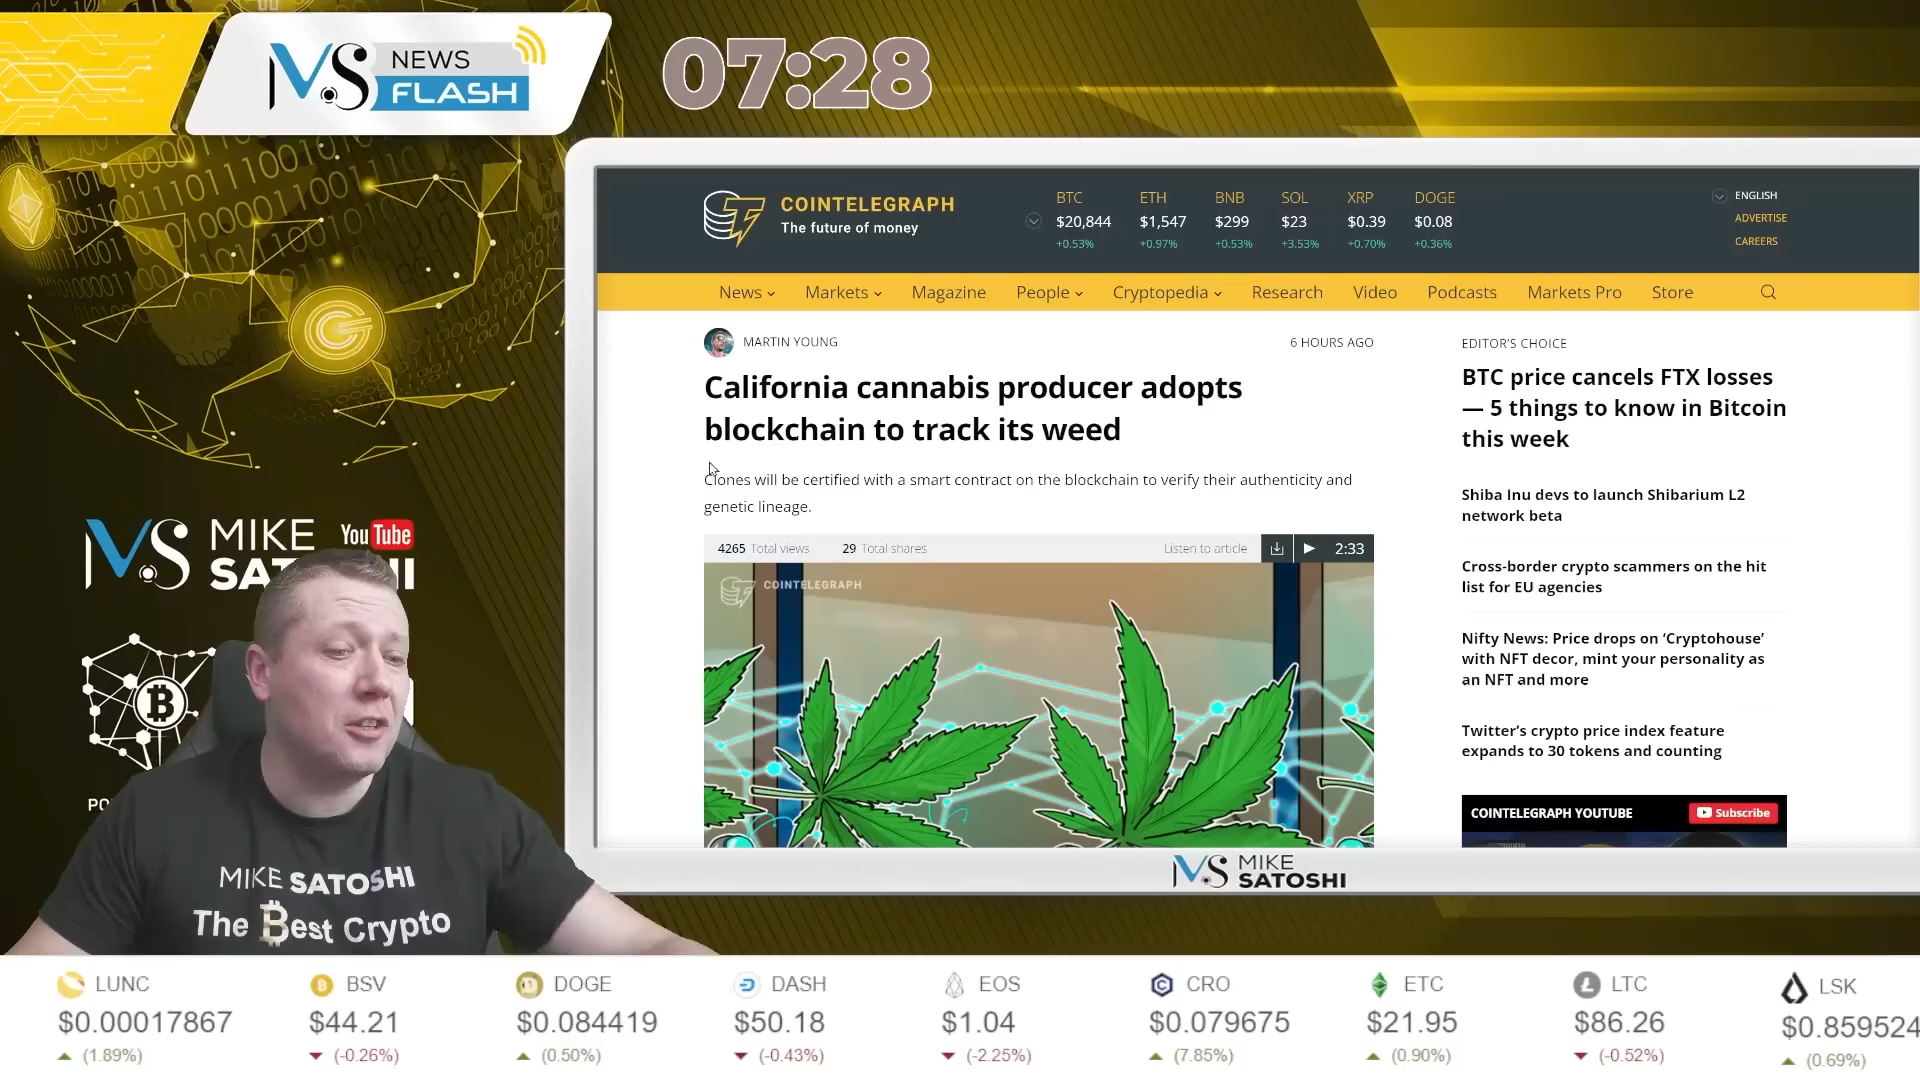 NEWS
FLASH
07:28
COINTELEGRAPH
The future of money
BTC ETH BNB SOL XRP DOGE
$20,844 $1,547 $299 $23 $0.39 $0.08
+0.53% +0.97% +0.53% +3.53% +0.70% +0.36%
ENGLISH
ADVERTISE
CAREERS
News Markets Magazine People Cryptopedia Research Video Podcasts Markets Pro Store
MARTIN YOUNG
6 HOURS AGO
California cannabis producer adopts
blockchain to track its weed
Clones will be certified with a smart contract on the blockchain to verify their authenticity and
genetic lineage.
4265 Total views 29 Total shares Listen to article 2:33
COINTELEGRAPH
EDITOR'S CHOICE
BTC price cancels FTX losses
— 5 things to know in Bitcoin
this week
Shiba Inu devs to launch Shibarium L2
network beta
Cross-border crypto scammers on the hit
list for EU agencies
Nifty News: Price drops on ‘Cryptohouse’
with NFT decor, mint your personality as
an NFT and more
Twitter’s crypto price index feature
expands to 30 tokens and counting
COINTELEGRAPH YOUTUBE Subscribe
MIKE
SATOSHI
MIKE YouTube
MIKE SATOSHI
The Best Crypto
LUNC BSV DOGE DASH EOS CRO ETC LTC LSK
$0.00017867 $44.21 $0.084419 $50.18 $1.04 $0.079675 $21.95 $86.26 $0.859524
(1.89%) (-0.26%) (0.50%) (-0.43%) (-2.25%) (7.85%) (0.90%) (-0.52%) (0.69%)